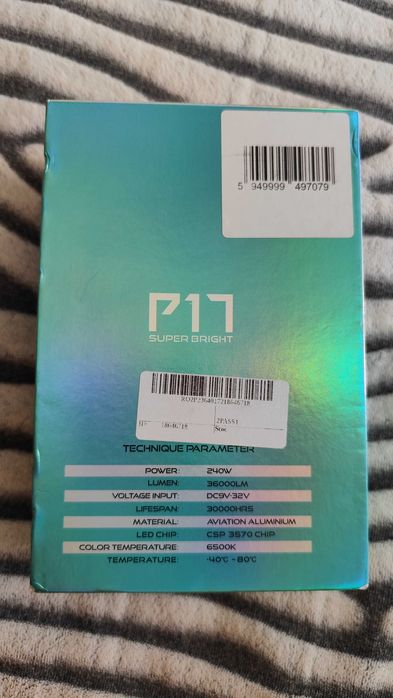 5 949999 497079
P17
SUPER BRIGHT
2PASS1
TECHNIQUE PARAMETER
POWER: 240W
LUMEN: 36000LM
VOLTAGE INPUT: DC9V-32V
LIFESPAN: 30000HRS
MATERIAL: AVIATION ALUMINIUM
LED CHIP: CSP 3570 CHIP
COLOR TEMPERATURE: 6500K
TEMPERATURE: -40°C ~80°C